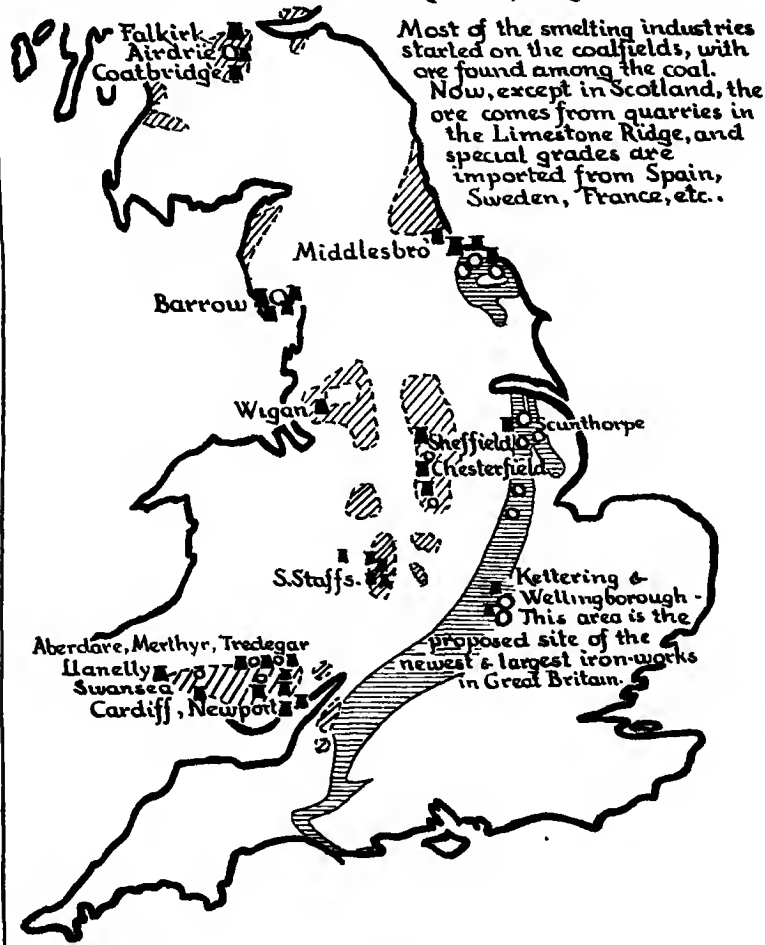 Most of the smelting industries
started on the coalfields, with
ore found among the coal.
Now, except in Scotland, the
ore comes from quarries in
the Limestone Ridge, and
special grades are
imported from Spain,
Sweden, France, etc..
Falkirk
Airdrie
Coatbridge
Middlesbro'
Barrow
Wigan
Scunthorpe
Sheffield
Chesterfield
S.Staffs.
Kettering &
Wellingborough -
This area is the
proposed site of the
newest & largest iron-works
in Great Britain.
Aberdare, Merthyr, Tredegar
Llanelly
Swansea
Cardiff, Newport